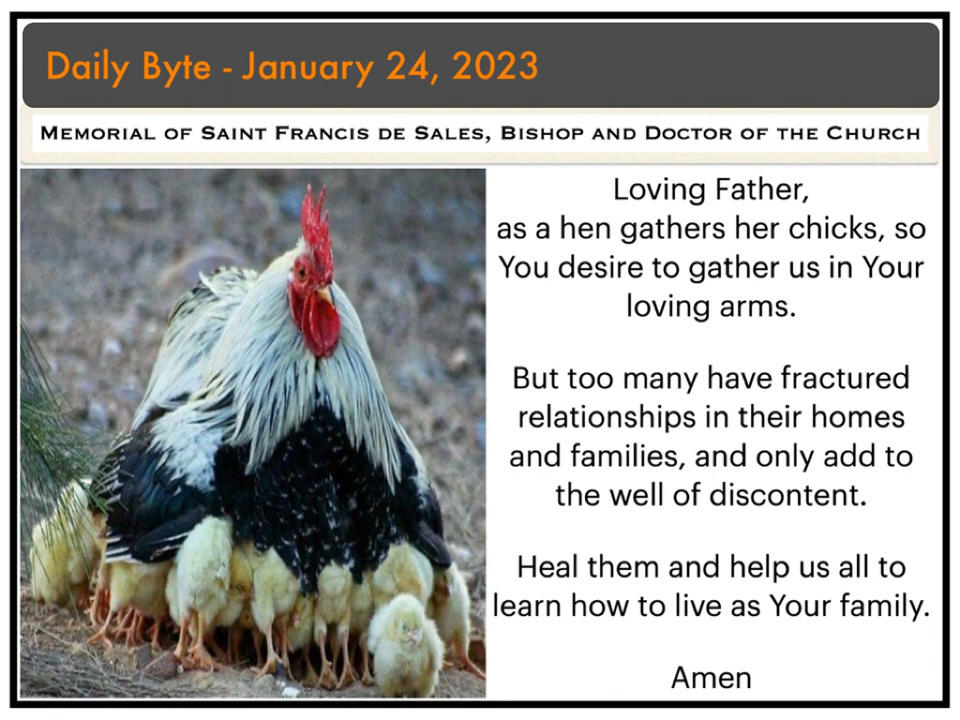 Daily Byte - January 24, 2023
Memorial of Saint Francis de Sales, Bishop and Doctor of the Church
Loving Father,
as a hen gathers her chicks, so
You desire to gather us in Your
loving arms.
But too many have fractured
relationships in their homes
and families, and only add to
the well of discontent.
Heal them and help us all to
learn how to live as Your family.
Amen